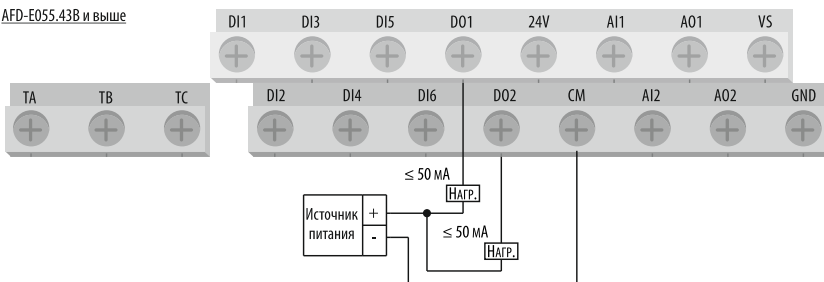 AFD-E055.43B и выше
DI1 DI3 DI5 DO1 24V AI1 AO1 VS
TA TB TC DI2 DI4 DI6 DO2 CM AI2 AO2 GND
≤ 50 мА
Нагр.
Источник +
питания -
≤ 50 мА
Нагр.